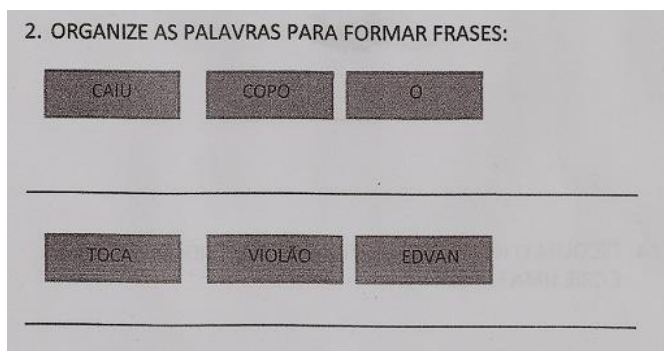 2. ORGANIZE AS PALAVRAS PARA FORMAR FRASES:
CAIU COPO O
TOCA VIOLÃO EDVAN